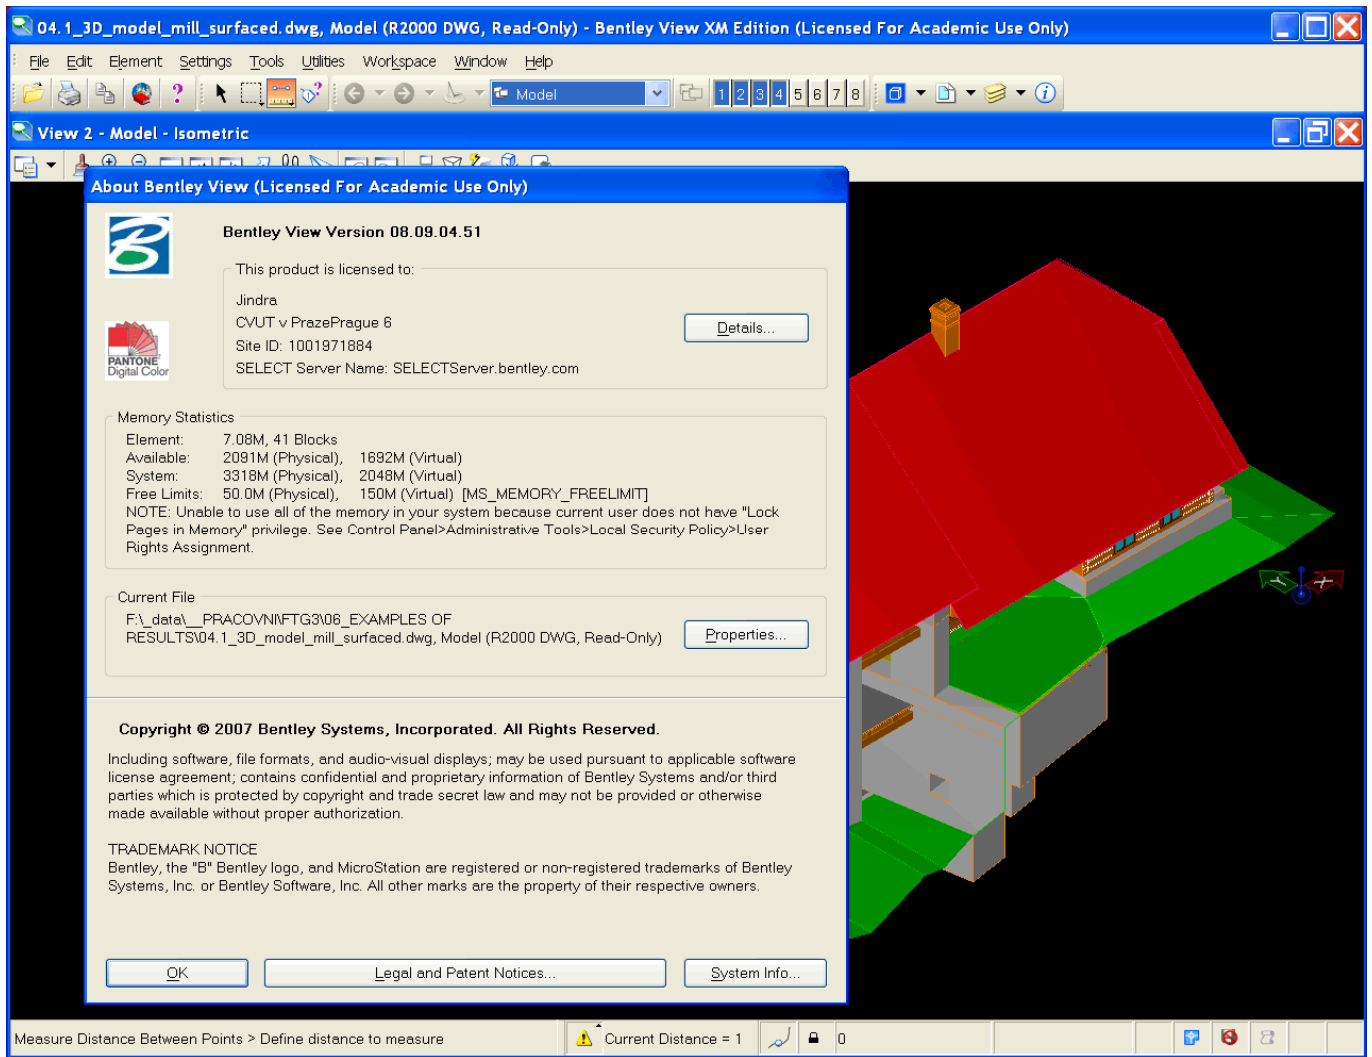 04.1_3D_model_mill_surfaced.dwg, Model (R2000 DWG, Read-Only) - Bentley View XM Edition (Licensed For Academic Use Only)
File Edit Element Settings Tools Utilities Workspace Window Help
Model 1 2 3 4 5 6 7 8
View 2 - Model - Isometric
About Bentley View (Licensed For Academic Use Only)
Bentley View Version 08.09.04.51
This product is licensed to:
Jindra
CVUT v PrazePrague 6
Details...
Site ID: 1001971884
SELECT Server Name: SELECTServer.bentley.com
PANTONE
Digital Color
Memory Statistics
Element: 7.08M, 41 Blocks
Available: 2091M (Physical), 1692M (Virtual)
System: 3318M (Physical), 2048M (Virtual)
Free Limits: 50.0M (Physical), 150M (Virtual) [MS_MEMORY_FREELIMIT]
NOTE: Unable to use all of the memory in your system because current user does not have "Lock
Pages in Memory" privilege. See Control Panel>Administrative Tools>Local Security Policy>User
Rights Assignment.
Current File
F:\_data\__PRACOVNI\FTG3\06_EXAMPLES OF
RESULTS\04.1_3D_model_mill_surfaced.dwg, Model (R2000 DWG, Read-Only)
Properties...
Copyright © 2007 Bentley Systems, Incorporated. All Rights Reserved.
Including software, file formats, and audio-visual displays; may be used pursuant to applicable software
license agreement; contains confidential and proprietary information of Bentley Systems and/or third
parties which is protected by copyright and trade secret law and may not be provided or otherwise
made available without proper authorization.
TRADEMARK NOTICE
Bentley, the "B" Bentley logo, and MicroStation are registered or non-registered trademarks of Bentley
Systems, Inc. or Bentley Software, Inc. All other marks are the property of their respective owners.
OK Legal and Patent Notices... System Info...
Y X
Measure Distance Between Points > Define distance to measure Current Distance = 1 0